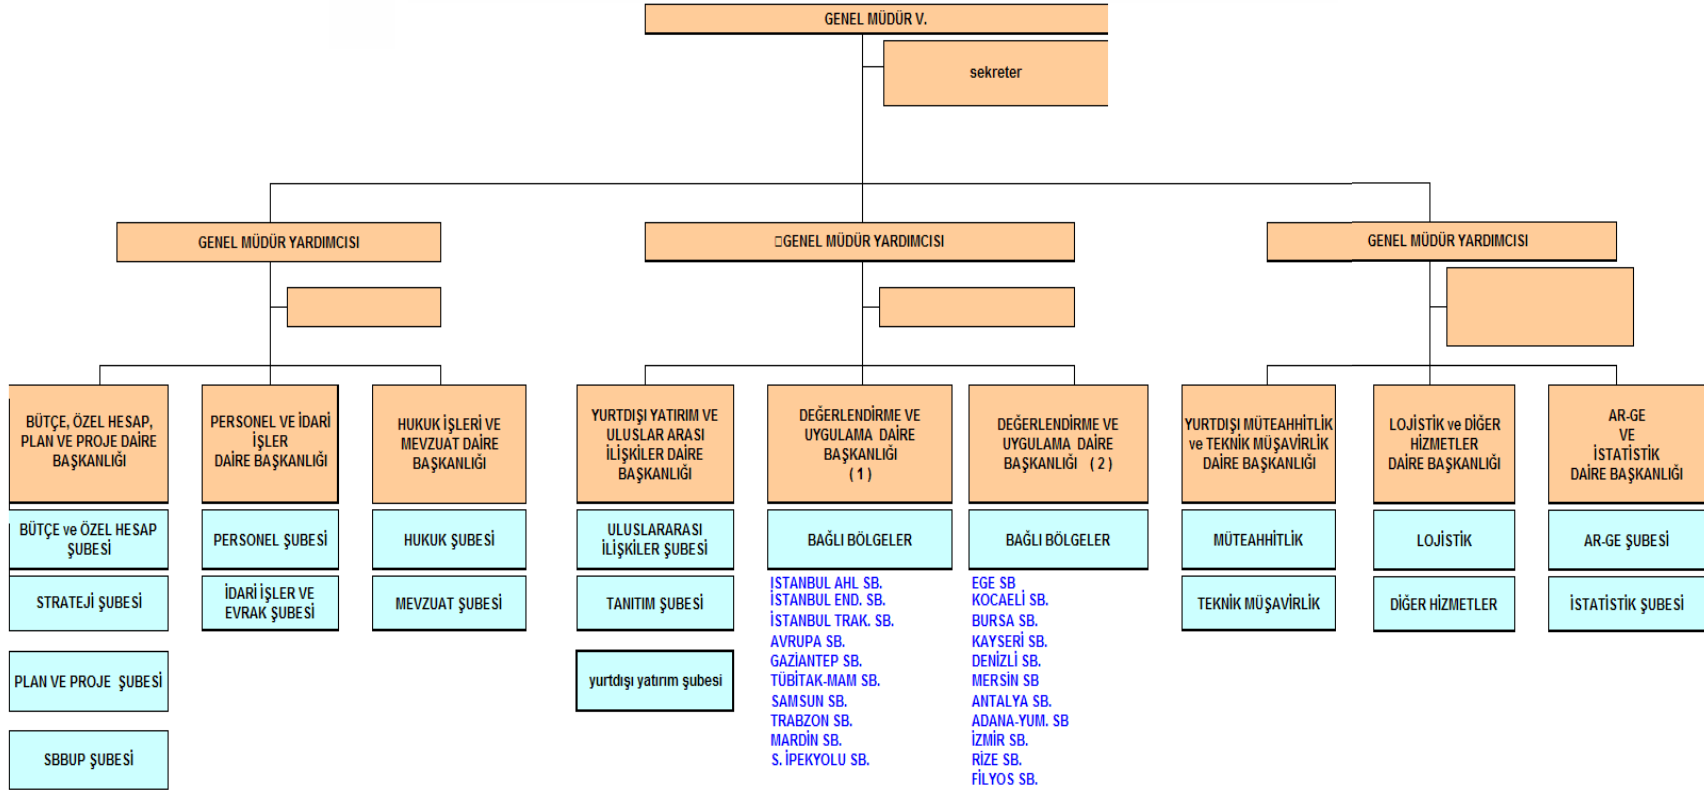 GENEL MÜDÜR V.
sekreter
GENEL MÜDÜR YARDIMCISI
GENEL MÜDÜR YARDIMCISI
GENEL MÜDÜR YARDIMCISI
BÜTÇE, ÖZEL HESAP,
PLAN VE PROJE DAİRE
BAŞKANLIĞI
BÜTÇE ve ÖZEL HESAP
ŞUBESİ
STRATEJİ ŞUBESİ
PLAN VE PROJE ŞUBESİ
SBBUP ŞUBESİ
PERSONEL VE İDARİ
İŞLER
DAİRE BAŞKANLIĞI
PERSONEL ŞUBESİ
İDARİ İŞLER VE
EVRAK ŞUBESİ
HUKUK İŞLERİ VE
MEVZUAT DAİRE
BAŞKANLIĞI
HUKUK ŞUBESİ
MEVZUAT ŞUBESİ
YURTDIŞI YATIRIM VE
ULUSLAR ARASI
İLİŞKİLER DAİRE
BAŞKANLIĞI
ULUSLARARASI
İLİŞKİLER ŞUBESİ
TANITIM ŞUBESİ
yurtdışı yatırım şubesi
DEĞERLENDİRME VE
UYGULAMA DAİRE
BAŞKANLIĞI
( 1 )
BAĞLI BÖLGELER
ISTANBUL AHL SB.
İSTANBUL END. SB.
İSTANBUL TRAK. SB.
AVRUPA SB.
GAZİANTEP SB.
TÜBİTAK-MAM SB.
SAMSUN SB.
TRABZON SB.
MARDİN SB.
S. İPEKYOLU SB.
DEĞERLENDİRME VE
UYGULAMA DAİRE
BAŞKANLIĞI ( 2 )
BAĞLI BÖLGELER
EGE SB
KOCAELİ SB.
BURSA SB.
KAYSERİ SB.
DENİZLİ SB.
MERSİN SB
ANTALYA SB.
ADANA-YUM. SB
İZMİR SB.
RİZE SB.
FİLYOS SB.
YURTDIŞI MÜTEAHHİTLİK
ve TEKNİK MÜŞAVİRLİK
DAİRE BAŞKANLIĞI
MÜTEAHHİTLİK
TEKNİK MÜŞAVİRLİK
LOJİSTİK ve DİĞER
HİZMETLER
DAİRE BAŞKANLIĞI
LOJİSTİK
DİĞER HİZMETLER
AR-GE
VE
İSTATİSTİK
DAİRE BAŞKANLIĞI
AR-GE ŞUBESİ
İSTATİSTİK ŞUBESİ